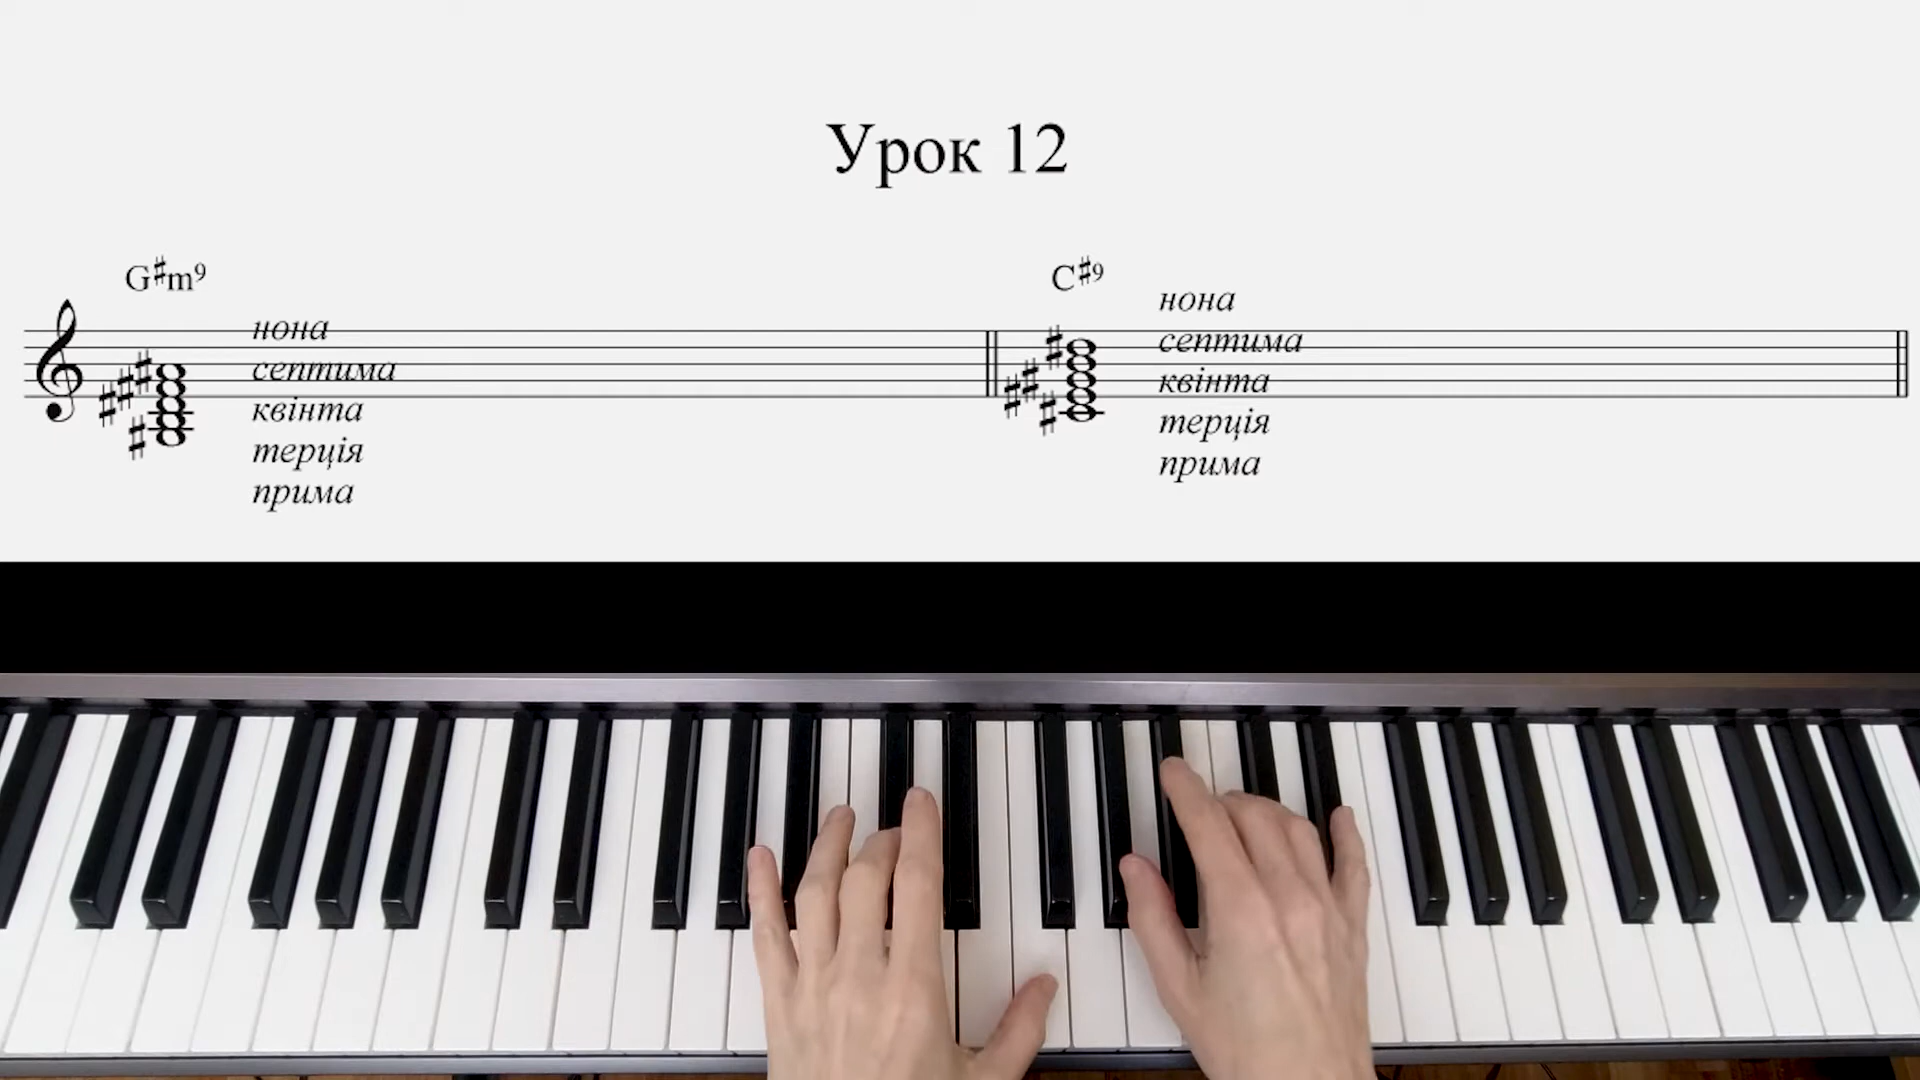 Урок 12
G♯m9
нона
септима
квінта
терція
прима
C♯9
нона
септима
квінта
терція
прима